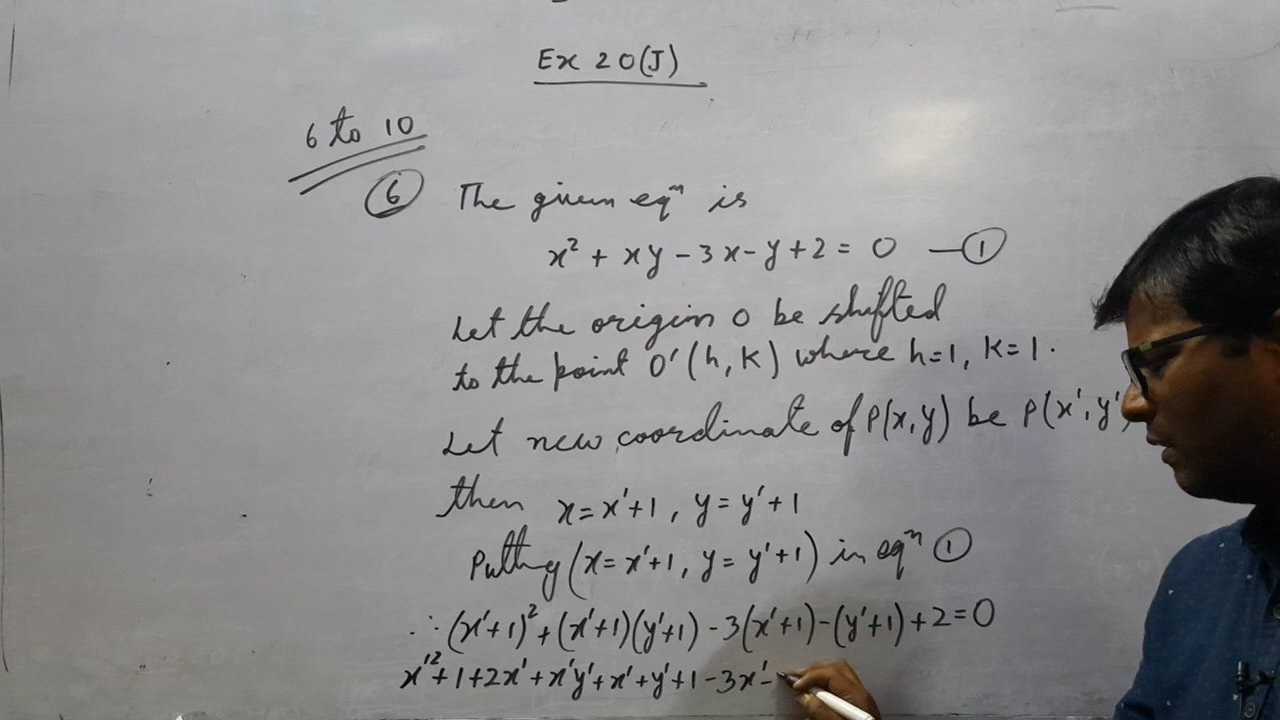 Ex 20(J)
6 to 10
6 The given eqⁿ is
x² + xy - 3x - y + 2 = 0 — 1
Let the origin O be shifted
to the point O'(h, K) where h=1, K=1.
Let new coordinate of P(x, y) be P(x', y'
then x = x'+1, y = y'+1
Putting (x = x'+1, y = y'+1) in eqⁿ 1
∴ (x'+1)² + (x'+1)(y'+1) - 3(x'+1) - (y'+1) + 2 = 0
x'² + 1 + 2x' + x'y' + x' + y' + 1 - 3x' -